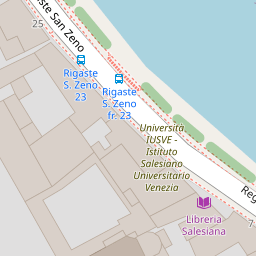 aste San Zeno
25
Rigaste
S. Zeno
23
Rigaste
S. Zeno
fr. 23
Università
IUSVE -
Istituto
Salesiano
Universitario
Venezia
Reg
Libreria
Salesiana